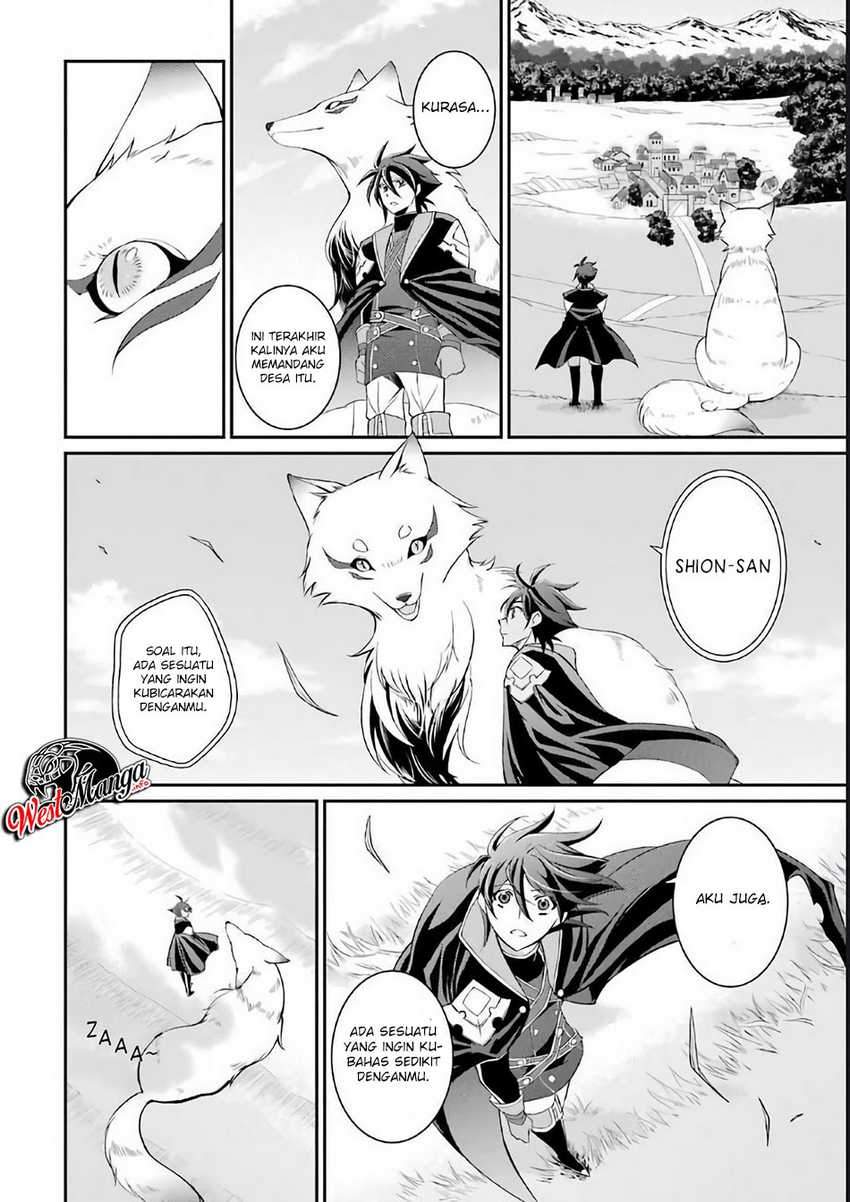 KURASA...
INI TERAKHIR
KALINYA AKU
MEMANDANG
DESA ITU.
SHION-SAN
SOAL ITU,
ADA SESUATU
YANG INGIN
KUBICARAKAN
DENGANMU.
WestManga
.info
AKU JUGA.
ADA SESUATU
YANG INGIN KU-
BAHAS SEDIKIT
DENGANMU.
ZAAA~